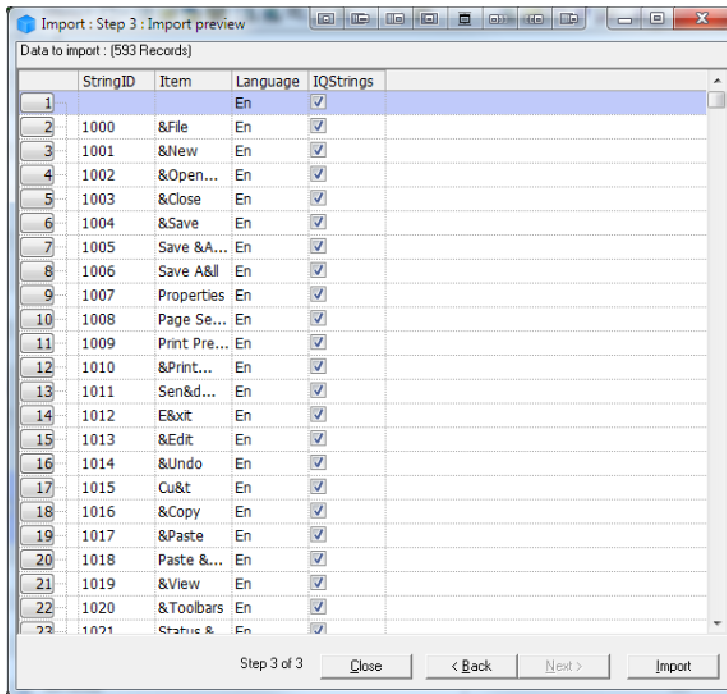 Import : Step 3 : Import preview
Data to import : (593 Records)
StringID Item Language IQStrings
1 En
2 1000 &File En
3 1001 &New En
4 1002 &Open... En
5 1003 &Close En
6 1004 &Save En
7 1005 Save &A... En
8 1006 Save A&ll En
9 1007 Properties En
10 1008 Page Se... En
11 1009 Print Pre... En
12 1010 &Print... En
13 1011 Sen&d... En
14 1012 E&xit En
15 1013 &Edit En
16 1014 &Undo En
17 1015 Cu&t En
18 1016 &Copy En
19 1017 &Paste En
20 1018 Paste &... En
21 1019 &View En
22 1020 &Toolbars En
23 1021 Status & En
Step 3 of 3 Close < Back Next > Import